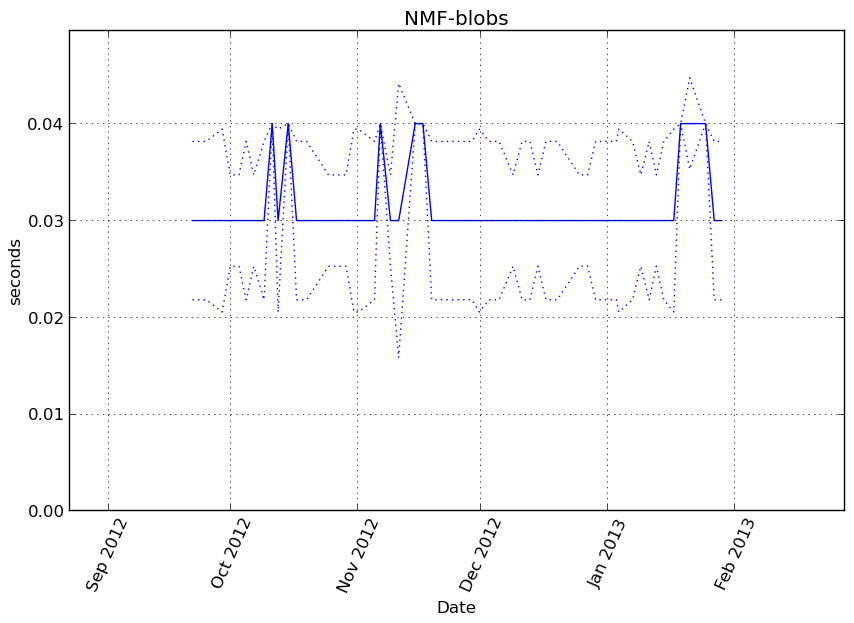 NMF-blobs
0.04
0.03
0.02
0.01
0.00
seconds
Sep 2012
Oct 2012
Nov 2012
Dec 2012
Jan 2013
Feb 2013
Date